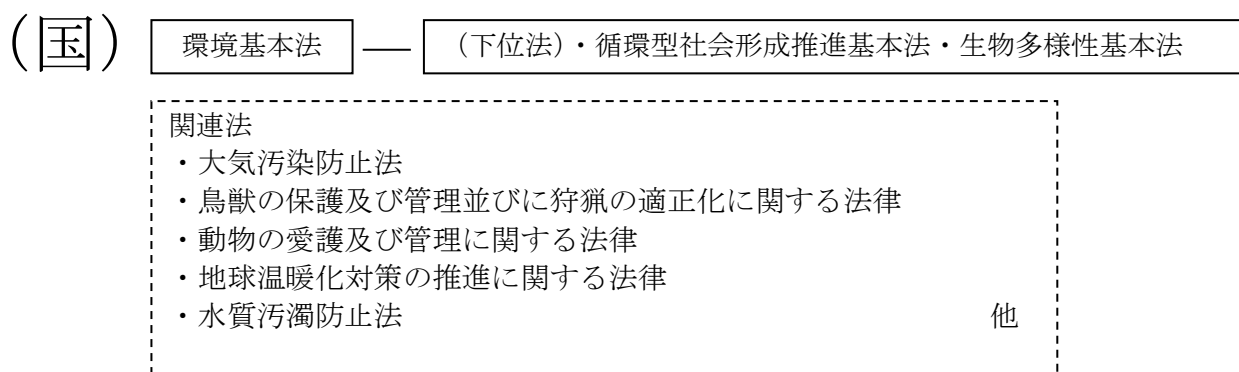 （国） 環境基本法 （下位法）・循環型社会形成推進基本法・生物多様性基本法
関連法
・大気汚染防止法
・鳥獣の保護及び管理並びに狩猟の適正化に関する法律
・動物の愛護及び管理に関する法律
・地球温暖化対策の推進に関する法律
・水質汚濁防止法 他